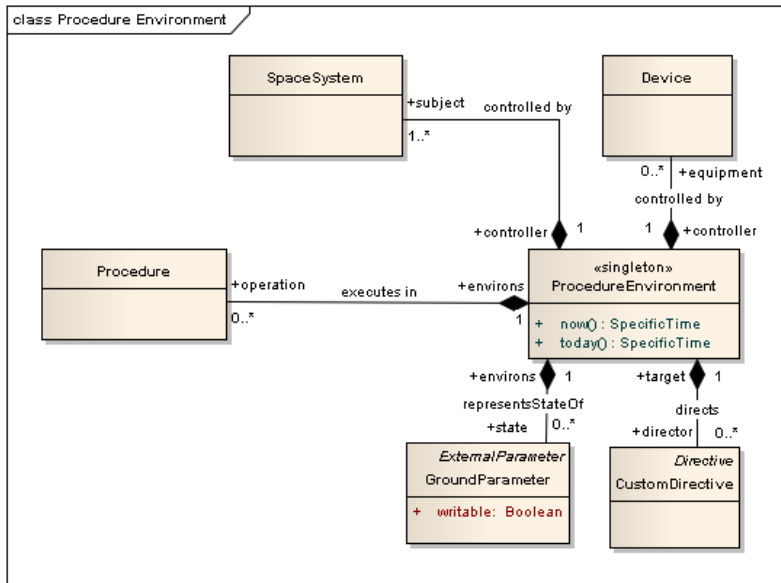 class Procedure Environment
SpaceSystem
Device
+subject
controlled by
1..*
0..*
+equipment
controlled by
+controller
1
1
+controller
Procedure
+operation
executes in
+environs
0..*
1
«singleton»
ProcedureEnvironment
+ now() : SpecificTime
+ today() : SpecificTime
+environs
1
+target
1
representsStateOf
directs
+state
0..*
+director
0..*
ExternalParameter
GroundParameter
+ writable: Boolean
Directive
CustomDirective